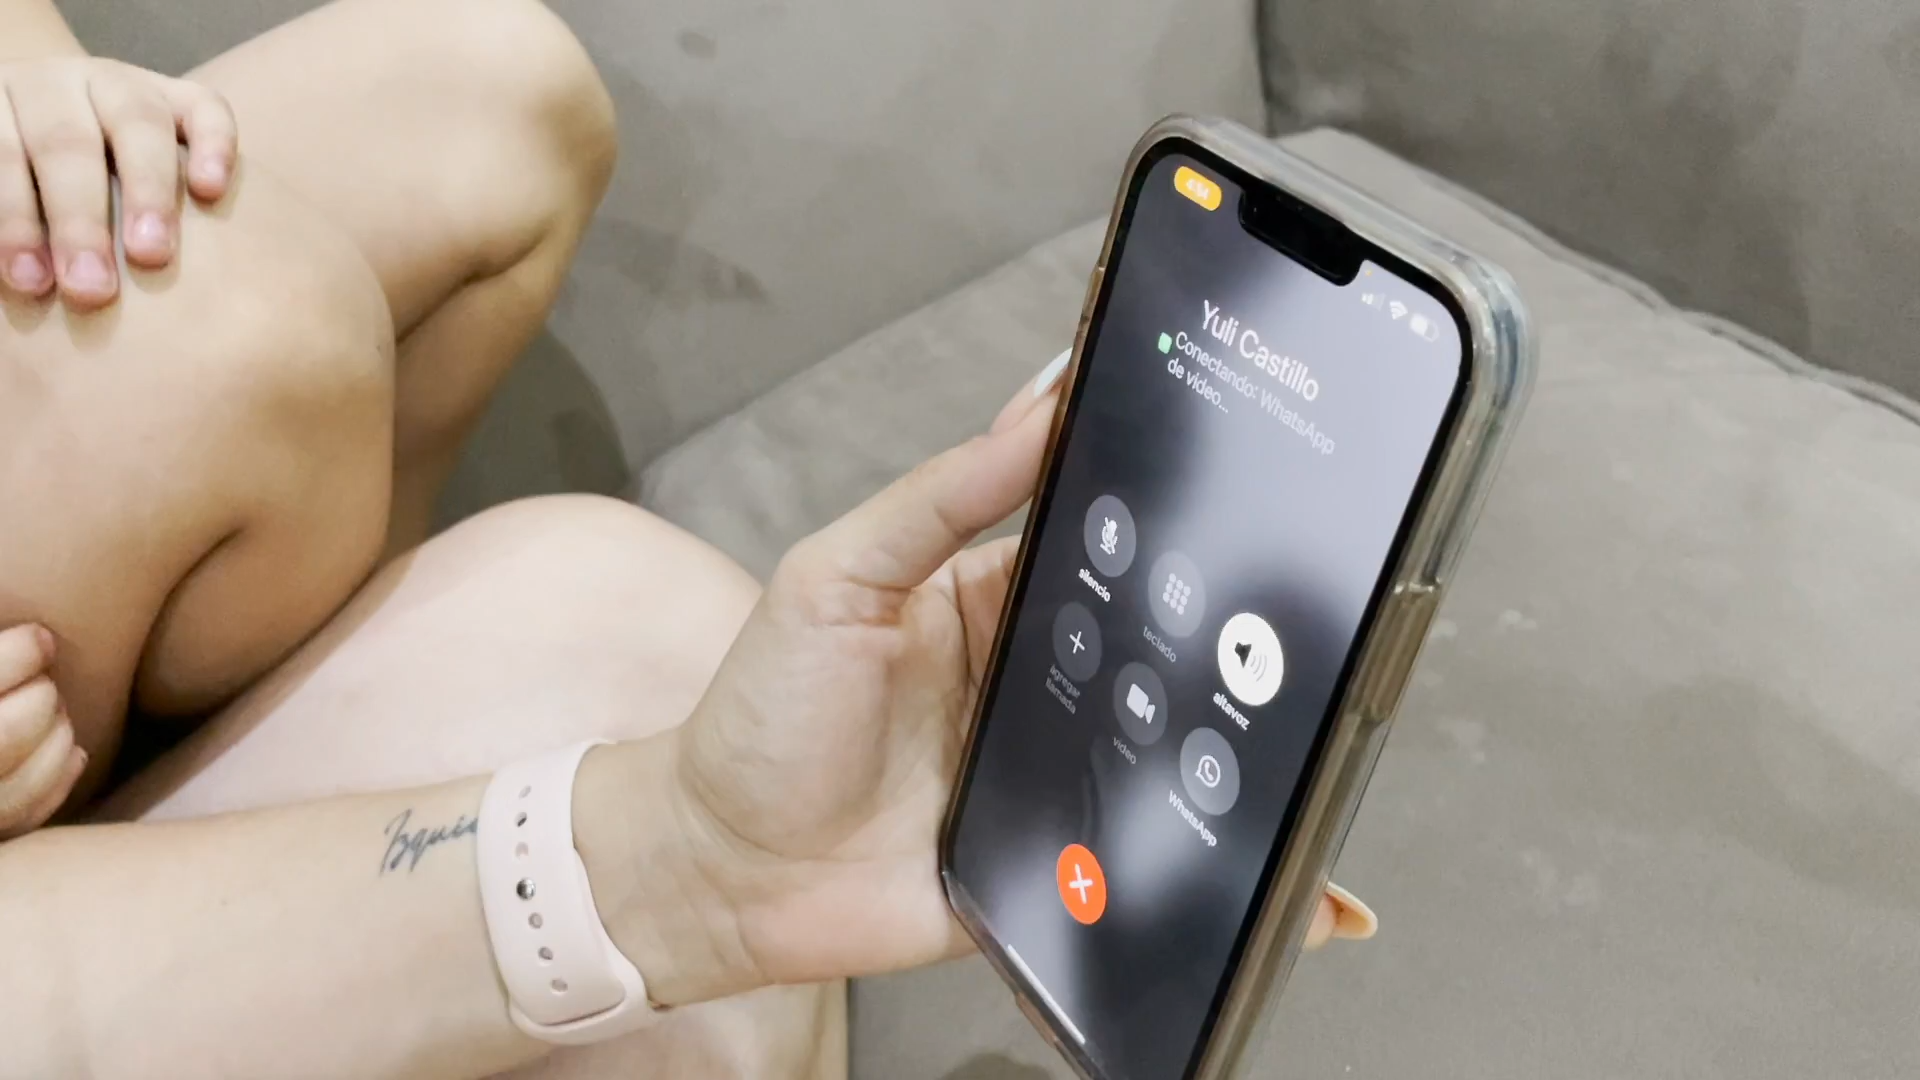 Yuli Castillo
Conectando: WhatsApp
de video...
silencio
teclado
altavoz
agregar
llamada
video
WhatsApp